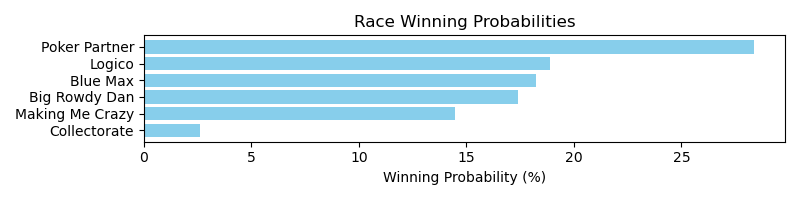 Race Winning Probabilities
Poker Partner
Logico
Blue Max
Big Rowdy Dan
Making Me Crazy
Collectorate
0 5 10 15 20 25
Winning Probability (%)